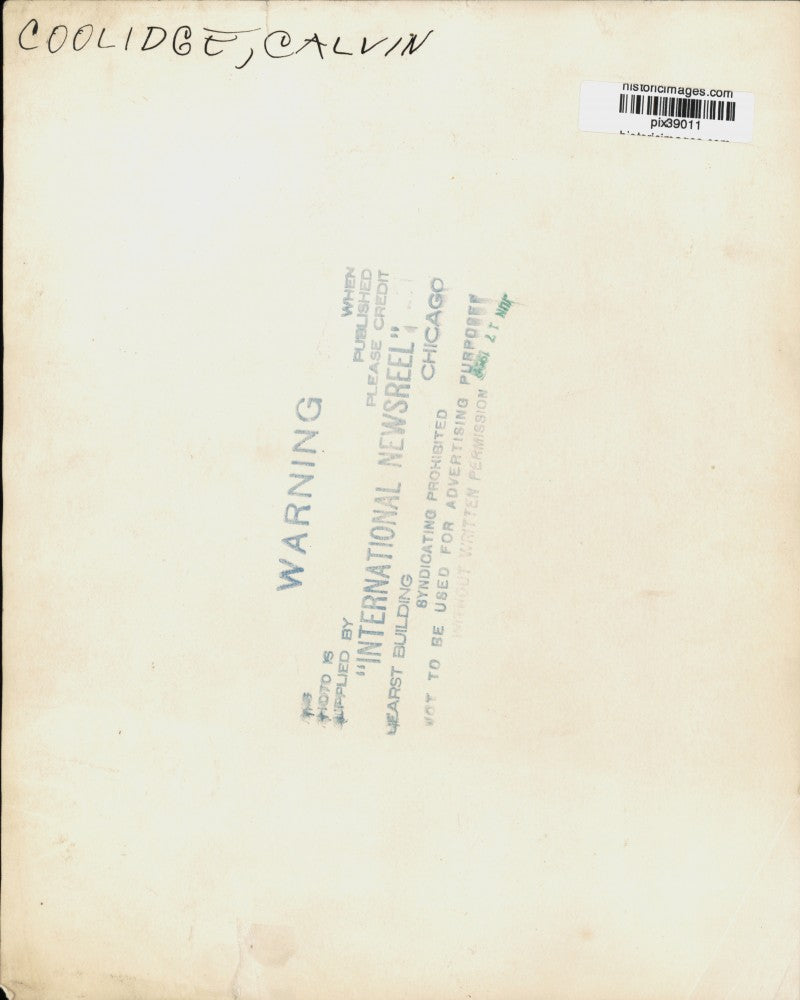 COOLIDGE, CALVIN
historicimages.com
pix39011
WARNING
PHOTO IS
SUPPLIED BY
WHEN
PUBLISHED
PLEASE CREDIT
"INTERNATIONAL NEWSREEL"
HEARST BUILDING
CHICAGO
SYNDICATING PROHIBITED
NOT TO BE USED FOR ADVERTISING PURPOSES
WITHOUT WRITTEN PERMISSION